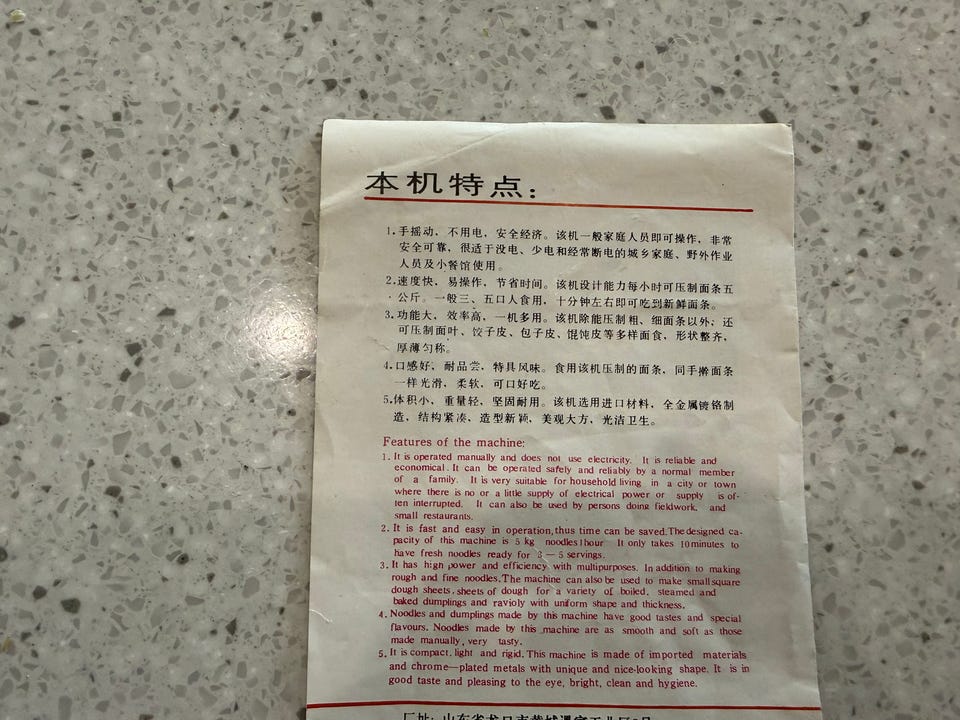 本机特点:
1.手摇动，不用电，安全经济。该机一般家庭人员即可操作，非常
安全可靠，很适于没电、少电和经常断电的城乡家庭、野外作业
人员及小餐馆使用。
2.速度快，易操作，节省时间。该机设计能力每小时可压制面条五
公斤。一般三、五口人食用，十分钟左右即可吃到新鲜面条。
3.功能大，效率高，一机多用。该机除能压制粗、细面条以外，还
可压制面叶、饺子皮、包子皮、馄饨皮等多样面食，形状整齐，
厚薄匀称。
4.口感好，耐品尝，特具风味。食用该机压制的面条，同手擀面条
一样光滑，柔软，可口好吃。
5.体积小，重量轻，坚固耐用。该机选用进口材料，全金属镀铬制
造，结构紧凑，造型新颖，美观大方，光洁卫生。
Features of the machine:
1. It is operated manually and does not use electricity. It is reliable and
economical. It can be operated safely and reliably by a normal member
of a family. It is very suitable for household living in a city or town
where there is no or a little supply of electrical power or supply is of-
ten interrupted. It can also be used by persons doing fieldwork, and
small restaurants.
2. It is fast and easy in operation,thus time can be saved.The designed ca-
pacity of this machine is 5 kg noodles 1hour It only takes 10minutes to
have fresh noodles ready for 3 — 5 servings.
3. It has high power and efficiency with multipurposes. In addition to making
rough and fine noodles.The machine can also be used to make small square
dough sheets, sheets of dough for a variety of boiled, steamed and
baked dumplings and ravioly with uniform shape and thickness.
4. Noodles and dumplings made by this machine have good tastes and special
flavours. Noodles made by this machine are as smooth and soft as those
made manually, very tasty.
5. It is compact, light and rigid. This machine is made of imported materials
and chrome—plated metals with unique and nice-looking shape. It is in
good taste and pleasing to the eye, bright, clean and hygiene.
厂址:山东省龙口市黄城